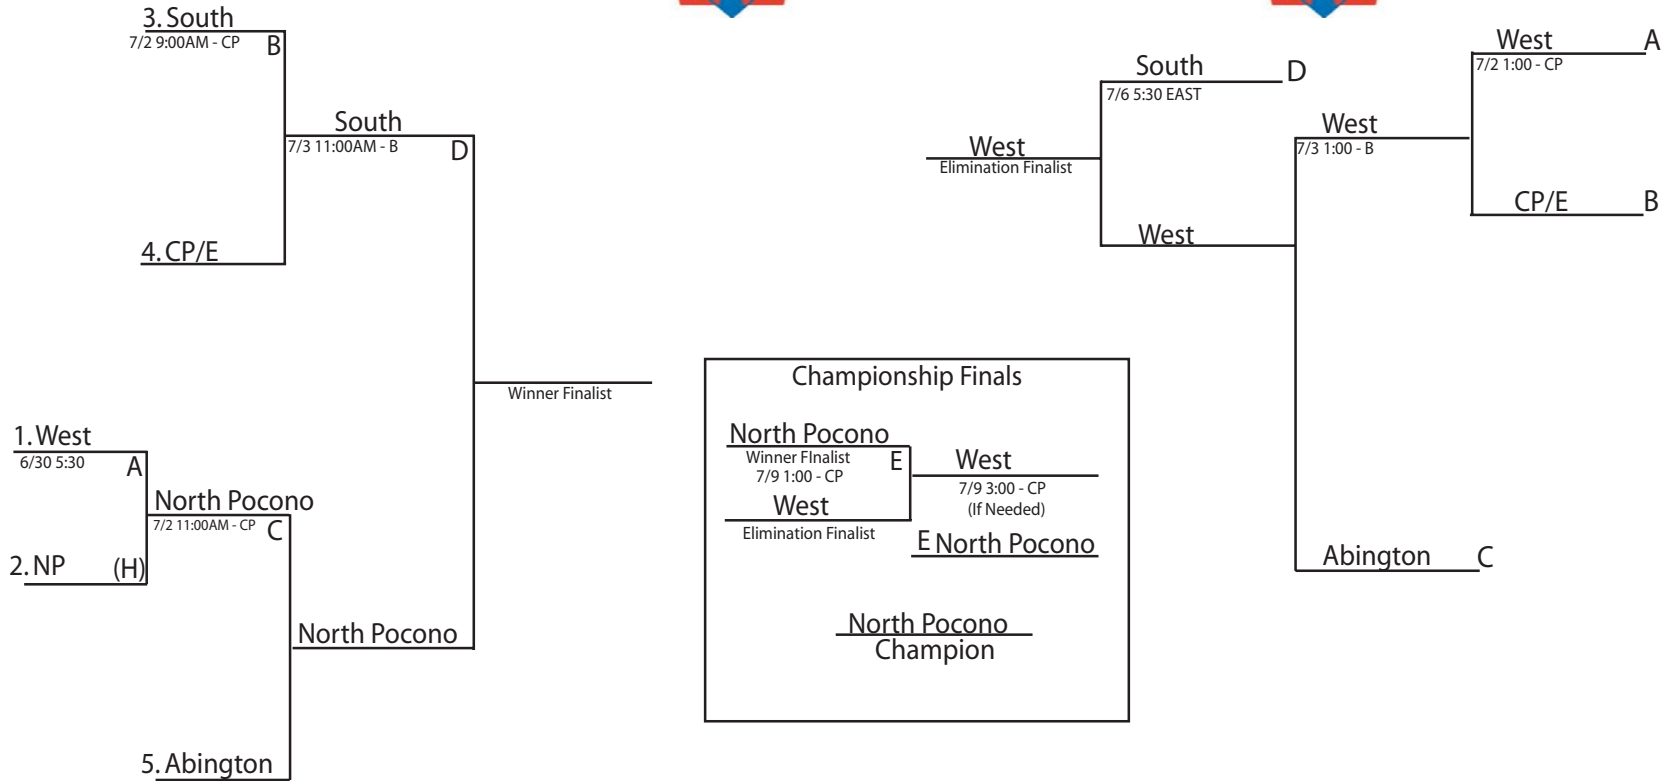 3. South
7/2 9:00AM - CP
B
South
7/3 11:00AM - B
D
4. CP/E
Winner Finalist
1. West
6/30 5:30
A
North Pocono
7/2 11:00AM - CP
C
2. NP (H)
North Pocono
5. Abington
Championship Finals
North Pocono
Winner FInalist
E
7/9 1:00 - CP
West
Elimination Finalist
West
7/9 3:00 - CP
(If Needed)
E North Pocono
North Pocono
Champion
West
Elimination Finalist
South D
7/6 5:30 EAST
West
West
7/3 1:00 - B
West A
7/2 1:00 - CP
CP/E B
Abington C